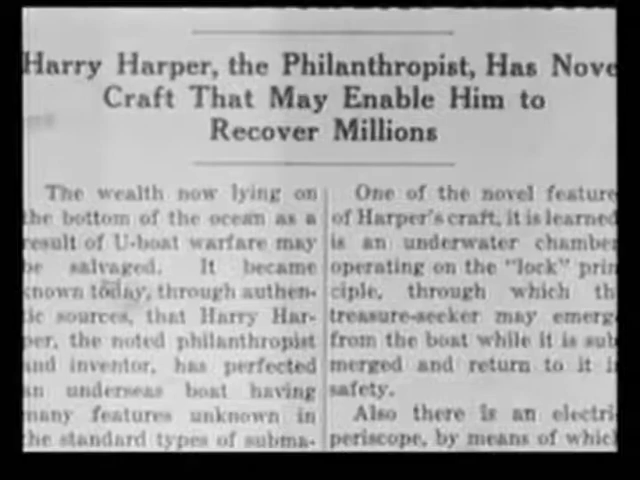 Harry Harper, the Philanthropist, Has Nove
Craft That May Enable Him to
Recover Millions
The wealth now lying on
the bottom of the ocean as a
result of U-boat warfare may
be salvaged. It became
known today, through authen-
tic sources, that Harry Har-
per, the noted philanthropist
and inventor, has perfected
an underseas boat having
many features unknown in
the standard types of subma-
One of the novel feature
of Harper's craft, it is learned
is an underwater chamber
operating on the "lock" prin
ciple, through which th
treasure-seeker may emerg
from the boat while it is sub
merged and return to it i
safety.
Also there is an electri
periscope, by means of whic